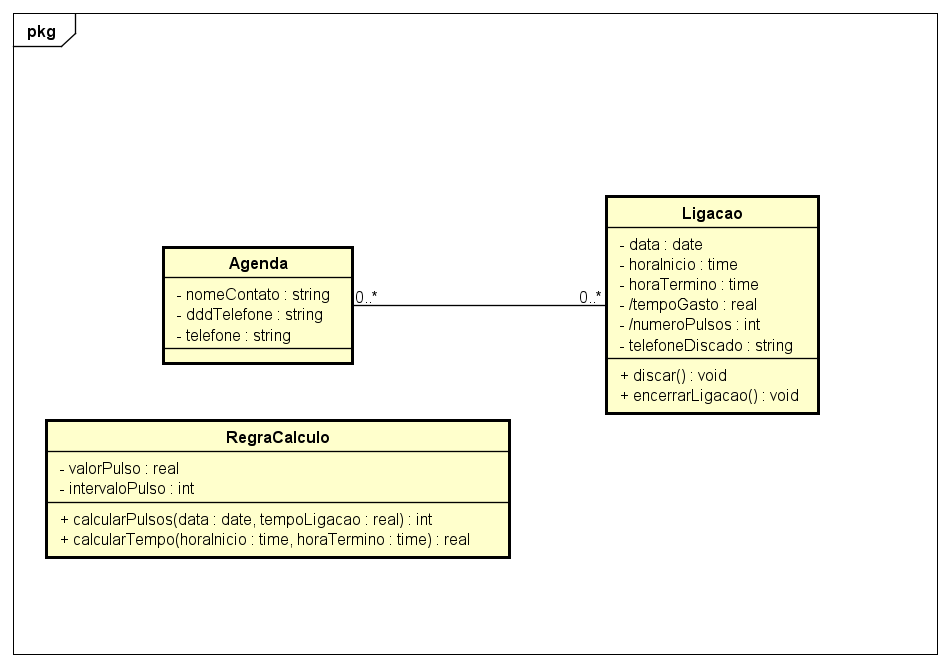 pkg
Ligacao
- data : date
- horaInicio : time
- horaTermino : time
- /tempoGasto : real
- /numeroPulsos : int
- telefoneDiscado : string
+ discar() : void
+ encerrarLigacao() : void
Agenda
- nomeContato : string
- dddTelefone : string
- telefone : string
0..*
0..*
RegraCalculo
- valorPulso : real
- intervaloPulso : int
+ calcularPulsos(data : date, tempoLigacao : real) : int
+ calcularTempo(horaInicio : time, horaTermino : time) : real